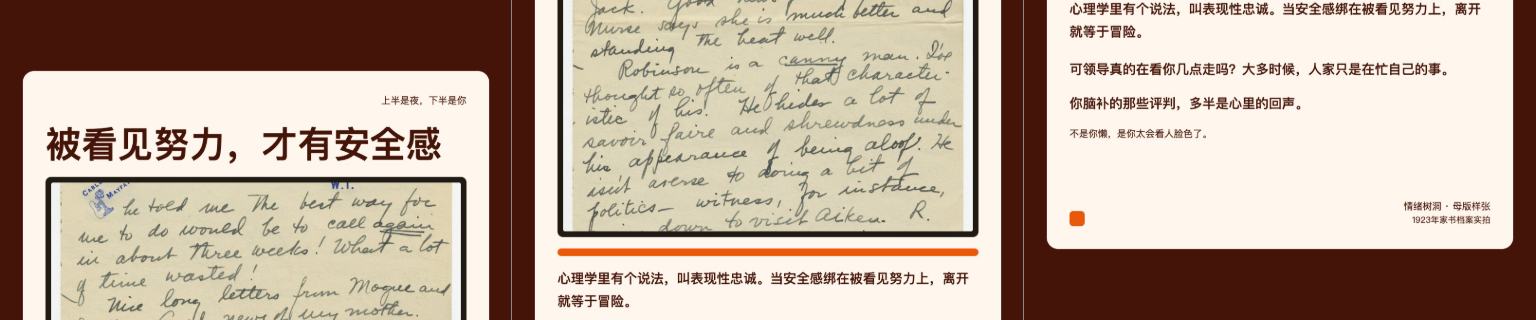 上半是夜，下半是你
被看见努力，才有安全感
W.I.
he told me The best way for
me to do would be to call again
in about Three weeks! What a lot
of time wasted!
Nice long letters from Mogue and
news of my mother.
Jack. Good news
Nurse says she is much better and
standing The heat well.
Robinson is a canny man. I've
thought so often of that character-
istic of his. He hides a lot of
savoir faire and shrewdness under
his appearance of being aloof. He
isn't averse to doing a bit of
politics— witness, for instance,
down to visit Aiken. R.
心理学里有个说法，叫表现性忠诚。当安全感绑在被看见努力上，离开
就等于冒险。
心理学里有个说法，叫表现性忠诚。当安全感绑在被看见努力上，离开
就等于冒险。
可领导真的在看你几点走吗？大多时候，人家只是在忙自己的事。
你脑补的那些评判，多半是心里的回声。
不是你懒，是你太会看人脸色了。
情绪树洞 · 母版样张
1923年家书档案实拍